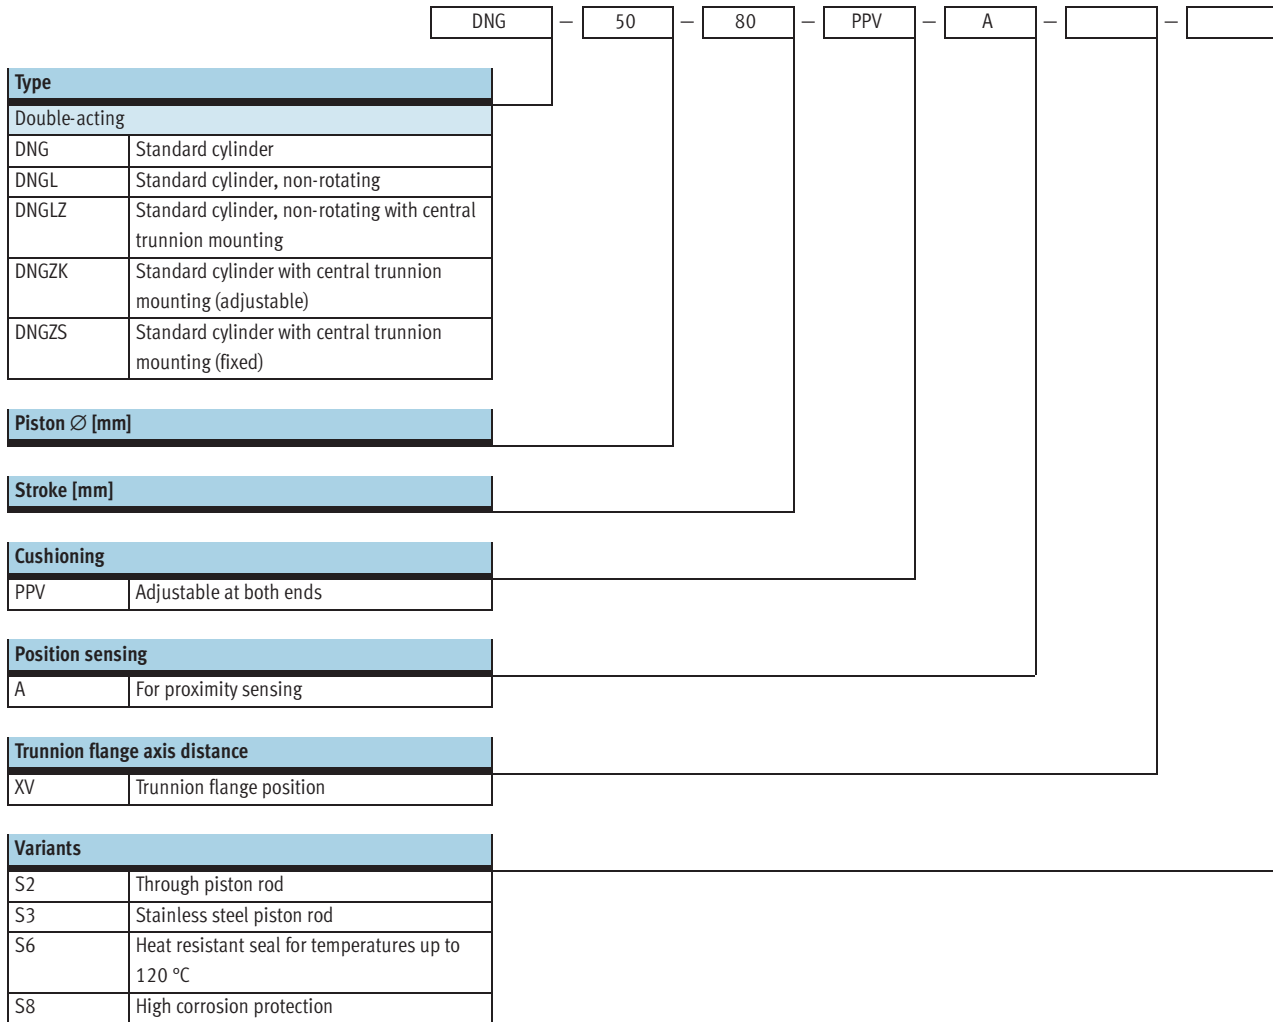 DNG — 50 — 80 — PPV — A — —
Type
Double-acting
DNG Standard cylinder
DNGL Standard cylinder, non-rotating
DNGLZ Standard cylinder, non-rotating with central
trunnion mounting
DNGZK Standard cylinder with central trunnion
mounting (adjustable)
DNGZS Standard cylinder with central trunnion
mounting (fixed)
Piston ∅ [mm]
Stroke [mm]
Cushioning
PPV Adjustable at both ends
Position sensing
A For proximity sensing
Trunnion flange axis distance
XV Trunnion flange position
Variants
S2 Through piston rod
S3 Stainless steel piston rod
S6 Heat resistant seal for temperatures up to
120 °C
S8 High corrosion protection